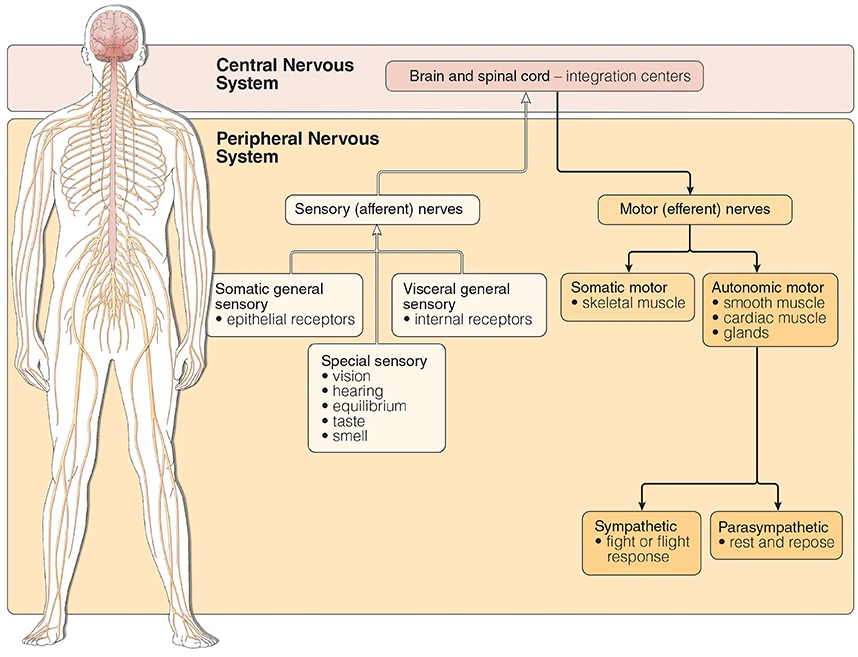 Central Nervous
System
Brain and spinal cord – integration centers
Peripheral Nervous
System
Sensory (afferent) nerves
Motor (efferent) nerves
Somatic general
sensory
• epithelial receptors
Visceral general
sensory
• internal receptors
Somatic motor
• skeletal muscle
Autonomic motor
• smooth muscle
• cardiac muscle
• glands
Special sensory
• vision
• hearing
• equilibrium
• taste
• smell
Sympathetic
• fight or flight
response
Parasympathetic
• rest and repose